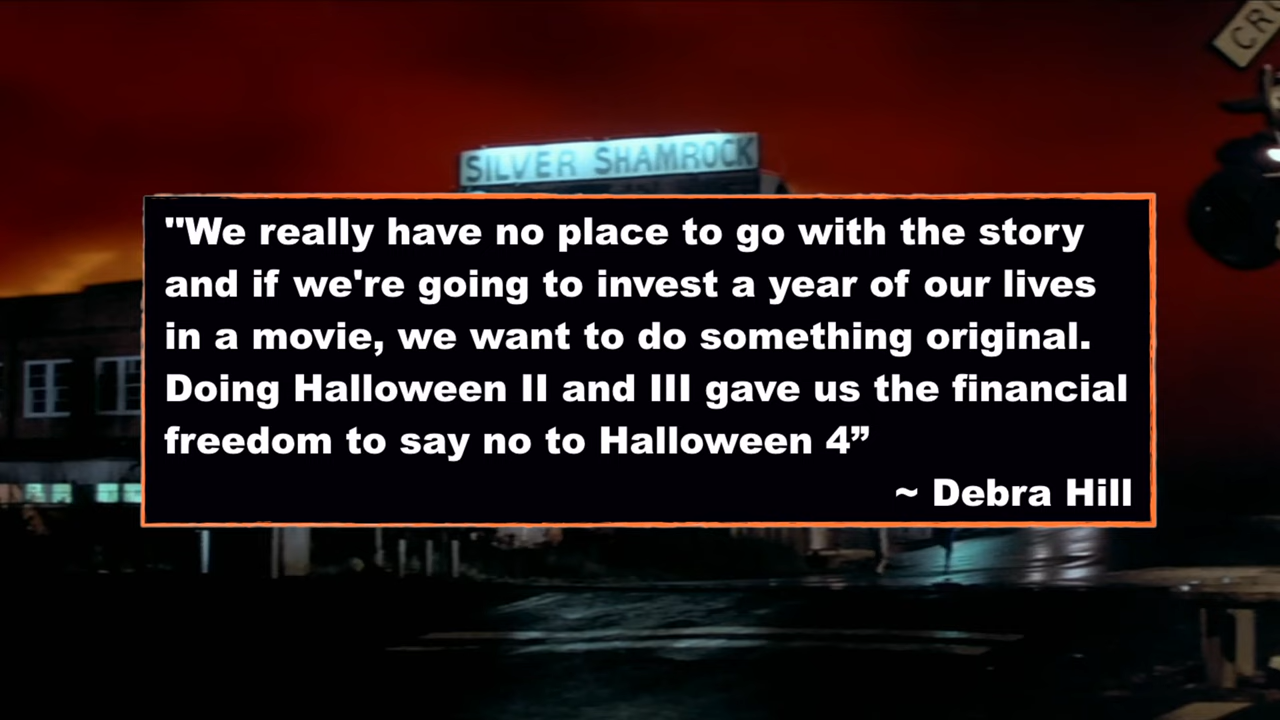 CRO
SILVER SHAMROCK
"We really have no place to go with the story
and if we're going to invest a year of our lives
in a movie, we want to do something original.
Doing Halloween II and III gave us the financial
freedom to say no to Halloween 4”
~ Debra Hill